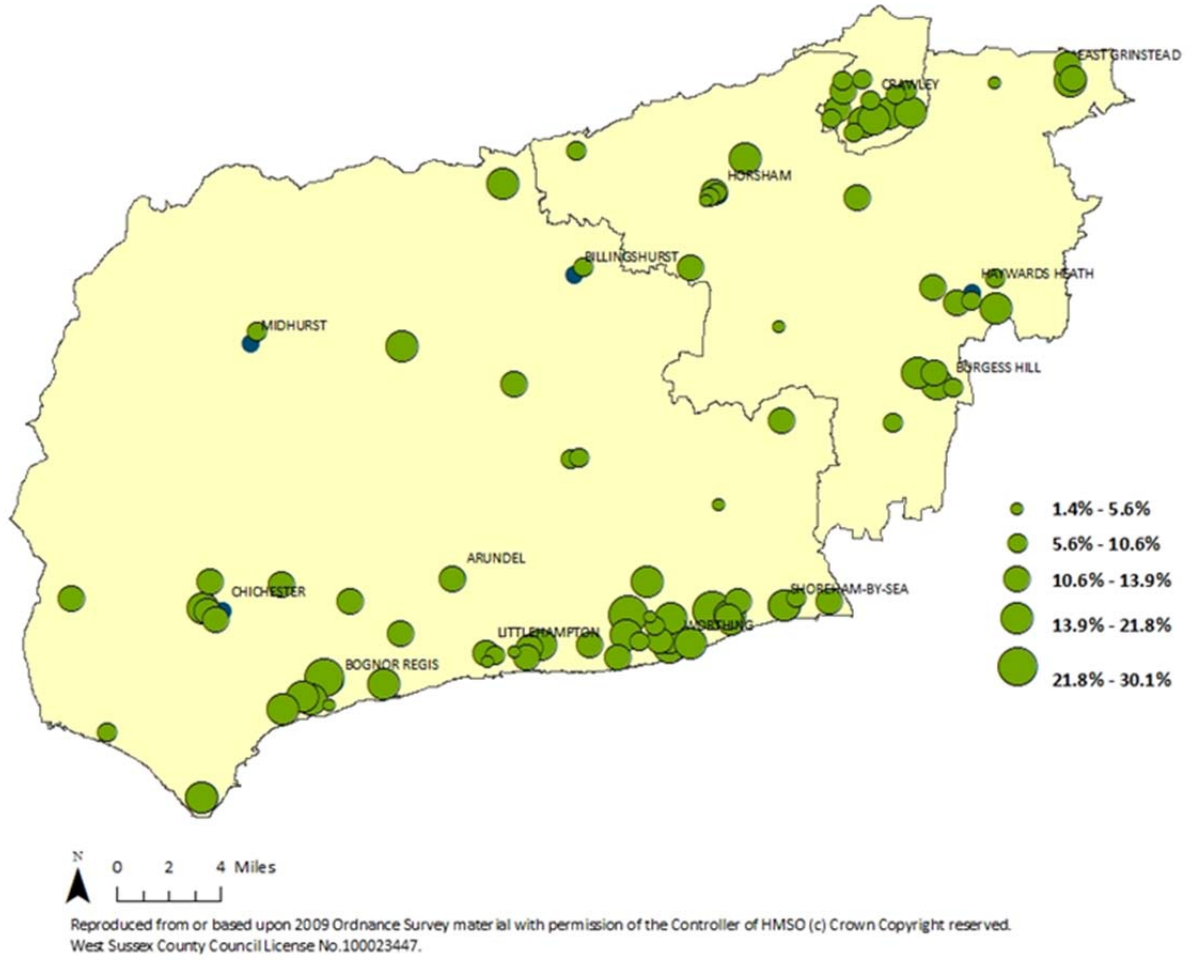 EAST GRINSTEAD
CRAWLEY
HORSHAM
BILLINGSHURST
HAYWARDS HEATH
MIDHURST
BURGESS HILL
1.4% - 5.6%
5.6% - 10.6%
10.6% - 13.9%
13.9% - 21.8%
21.8% - 30.1%
ARUNDEL
CHICHESTER
SHOREHAM-BY-SEA
WORTHING
LITTLEHAMPTON
BOGNOR REGIS
N
0 2 4 Miles
Reproduced from or based upon 2009 Ordnance Survey material with permission of the Controller of HMSO (c) Crown Copyright reserved.
West Sussex County Council License No.100023447.